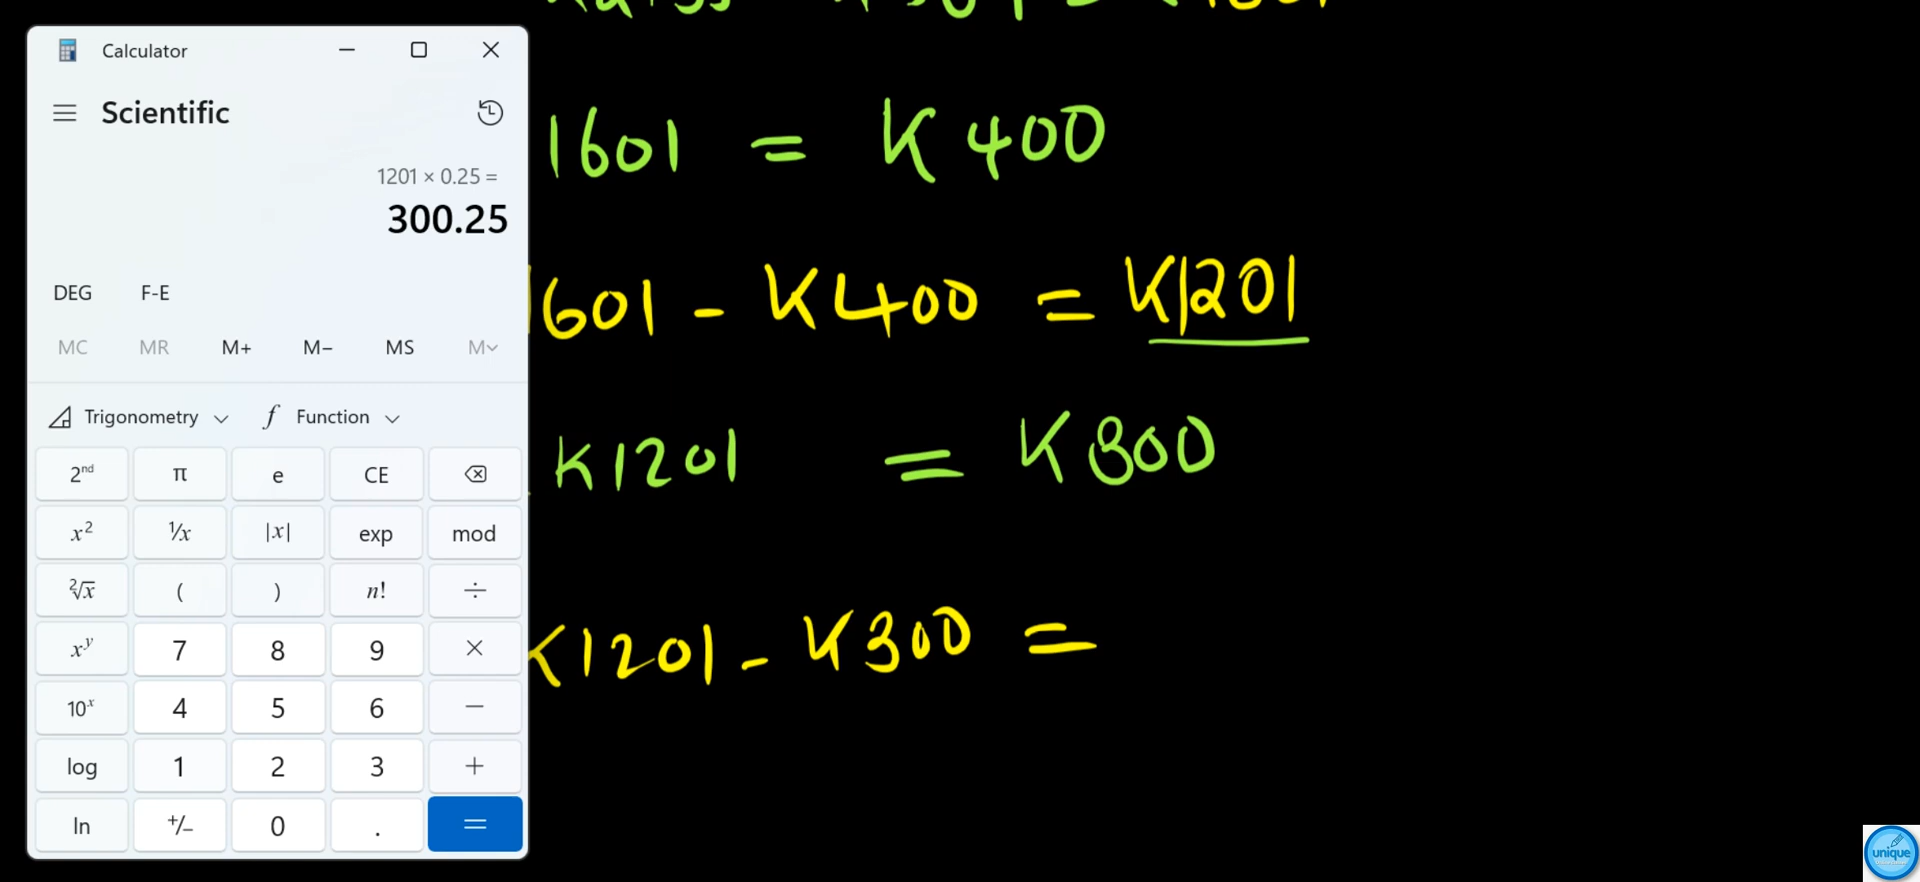 Calculator
Scientific
1201 × 0.25 =
300.25
DEG F-E
MC MR M+ M− MS M
Trigonometry f Function
2nd π e CE
x² ¹/x |x| exp mod
²√x ( ) n! ÷
xʸ 7 8 9 ×
10ˣ 4 5 6 −
log 1 2 3 +
ln +/− 0 . =
1601 = K400
1601 - K400 = K1201
K1201 = K300
K1201 - K300 =
unique